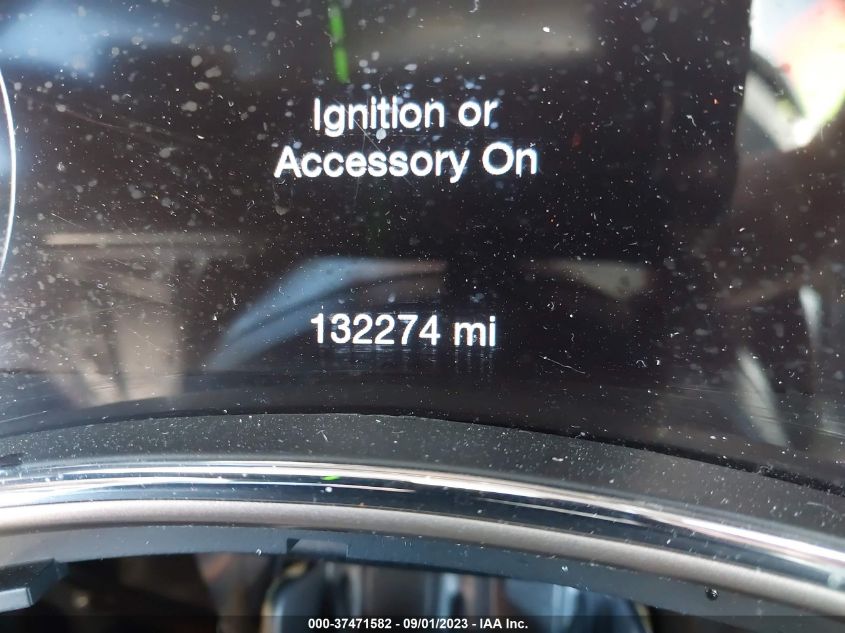 Ignition or
Accessory On
132274 mi
000-37471582 - 09/01/2023 - IAA Inc.